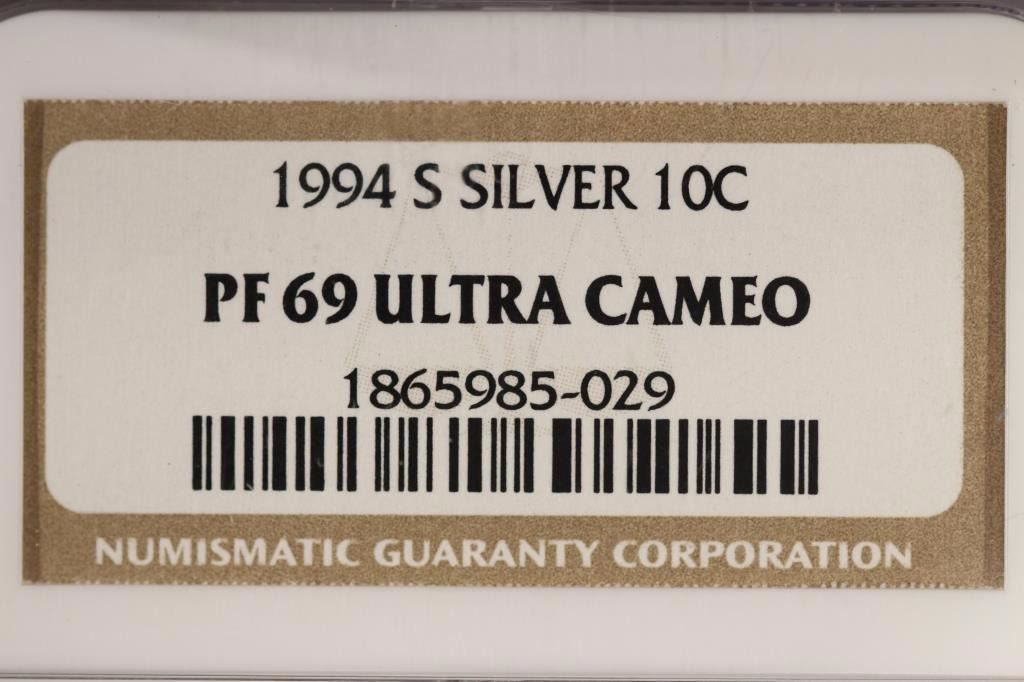 1994 S SILVER 10C
PF 69 ULTRA CAMEO
1865985-029
NUMISMATIC GUARANTY CORPORATION